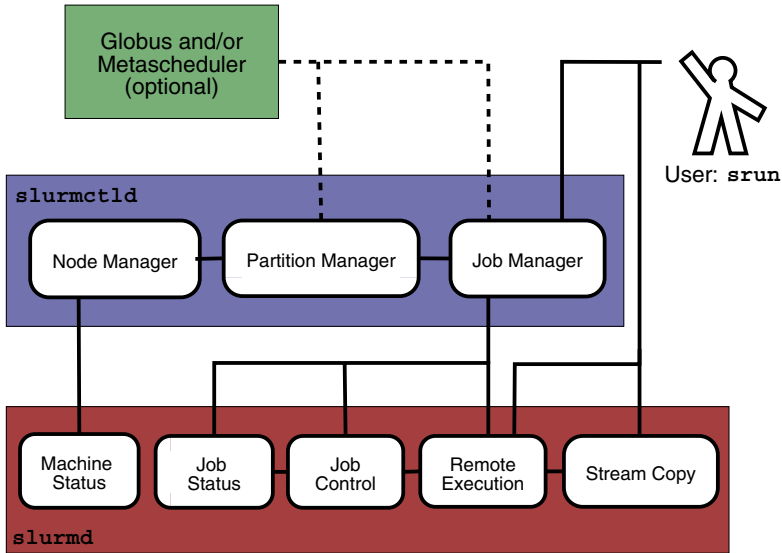 Globus and/or
Metascheduler
(optional)
User: srun
slurmctld
Node Manager
Partition Manager
Job Manager
Machine
Status
Job
Status
Job
Control
Remote
Execution
Stream Copy
slurmd